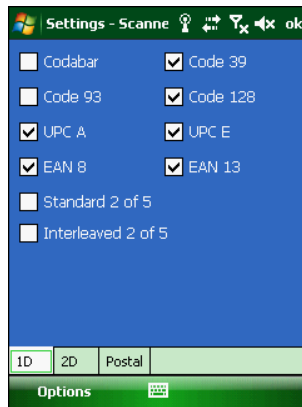 Settings - Scanne ok
Codabar Code 39
Code 93 Code 128
UPC A UPC E
EAN 8 EAN 13
Standard 2 of 5
Interleaved 2 of 5
1D 2D Postal
Options